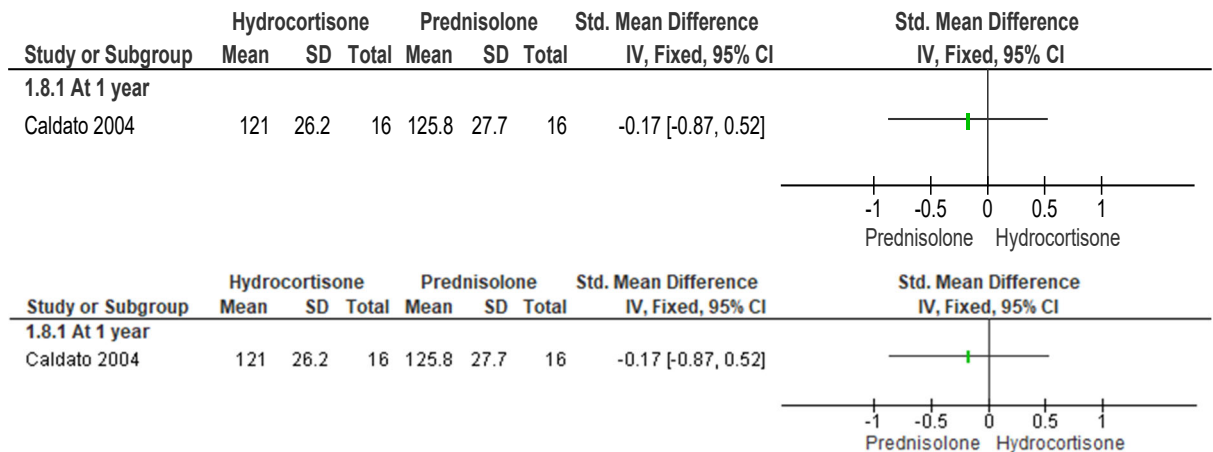 Hydrocortisone Prednisolone Std. Mean Difference Std. Mean Difference
Study or Subgroup Mean SD Total Mean SD Total IV, Fixed, 95% CI IV, Fixed, 95% CI
1.8.1 At 1 year
Caldato 2004 121 26.2 16 125.8 27.7 16 -0.17 [-0.87, 0.52]
-1 -0.5 0 0.5 1
Prednisolone Hydrocortisone
Hydrocortisone Prednisolone Std. Mean Difference Std. Mean Difference
Study or Subgroup Mean SD Total Mean SD Total IV, Fixed, 95% CI IV, Fixed, 95% CI
1.8.1 At 1 year
Caldato 2004 121 26.2 16 125.8 27.7 16 -0.17 [-0.87, 0.52]
-1 -0.5 0 0.5 1
Prednisolone Hydrocortisone